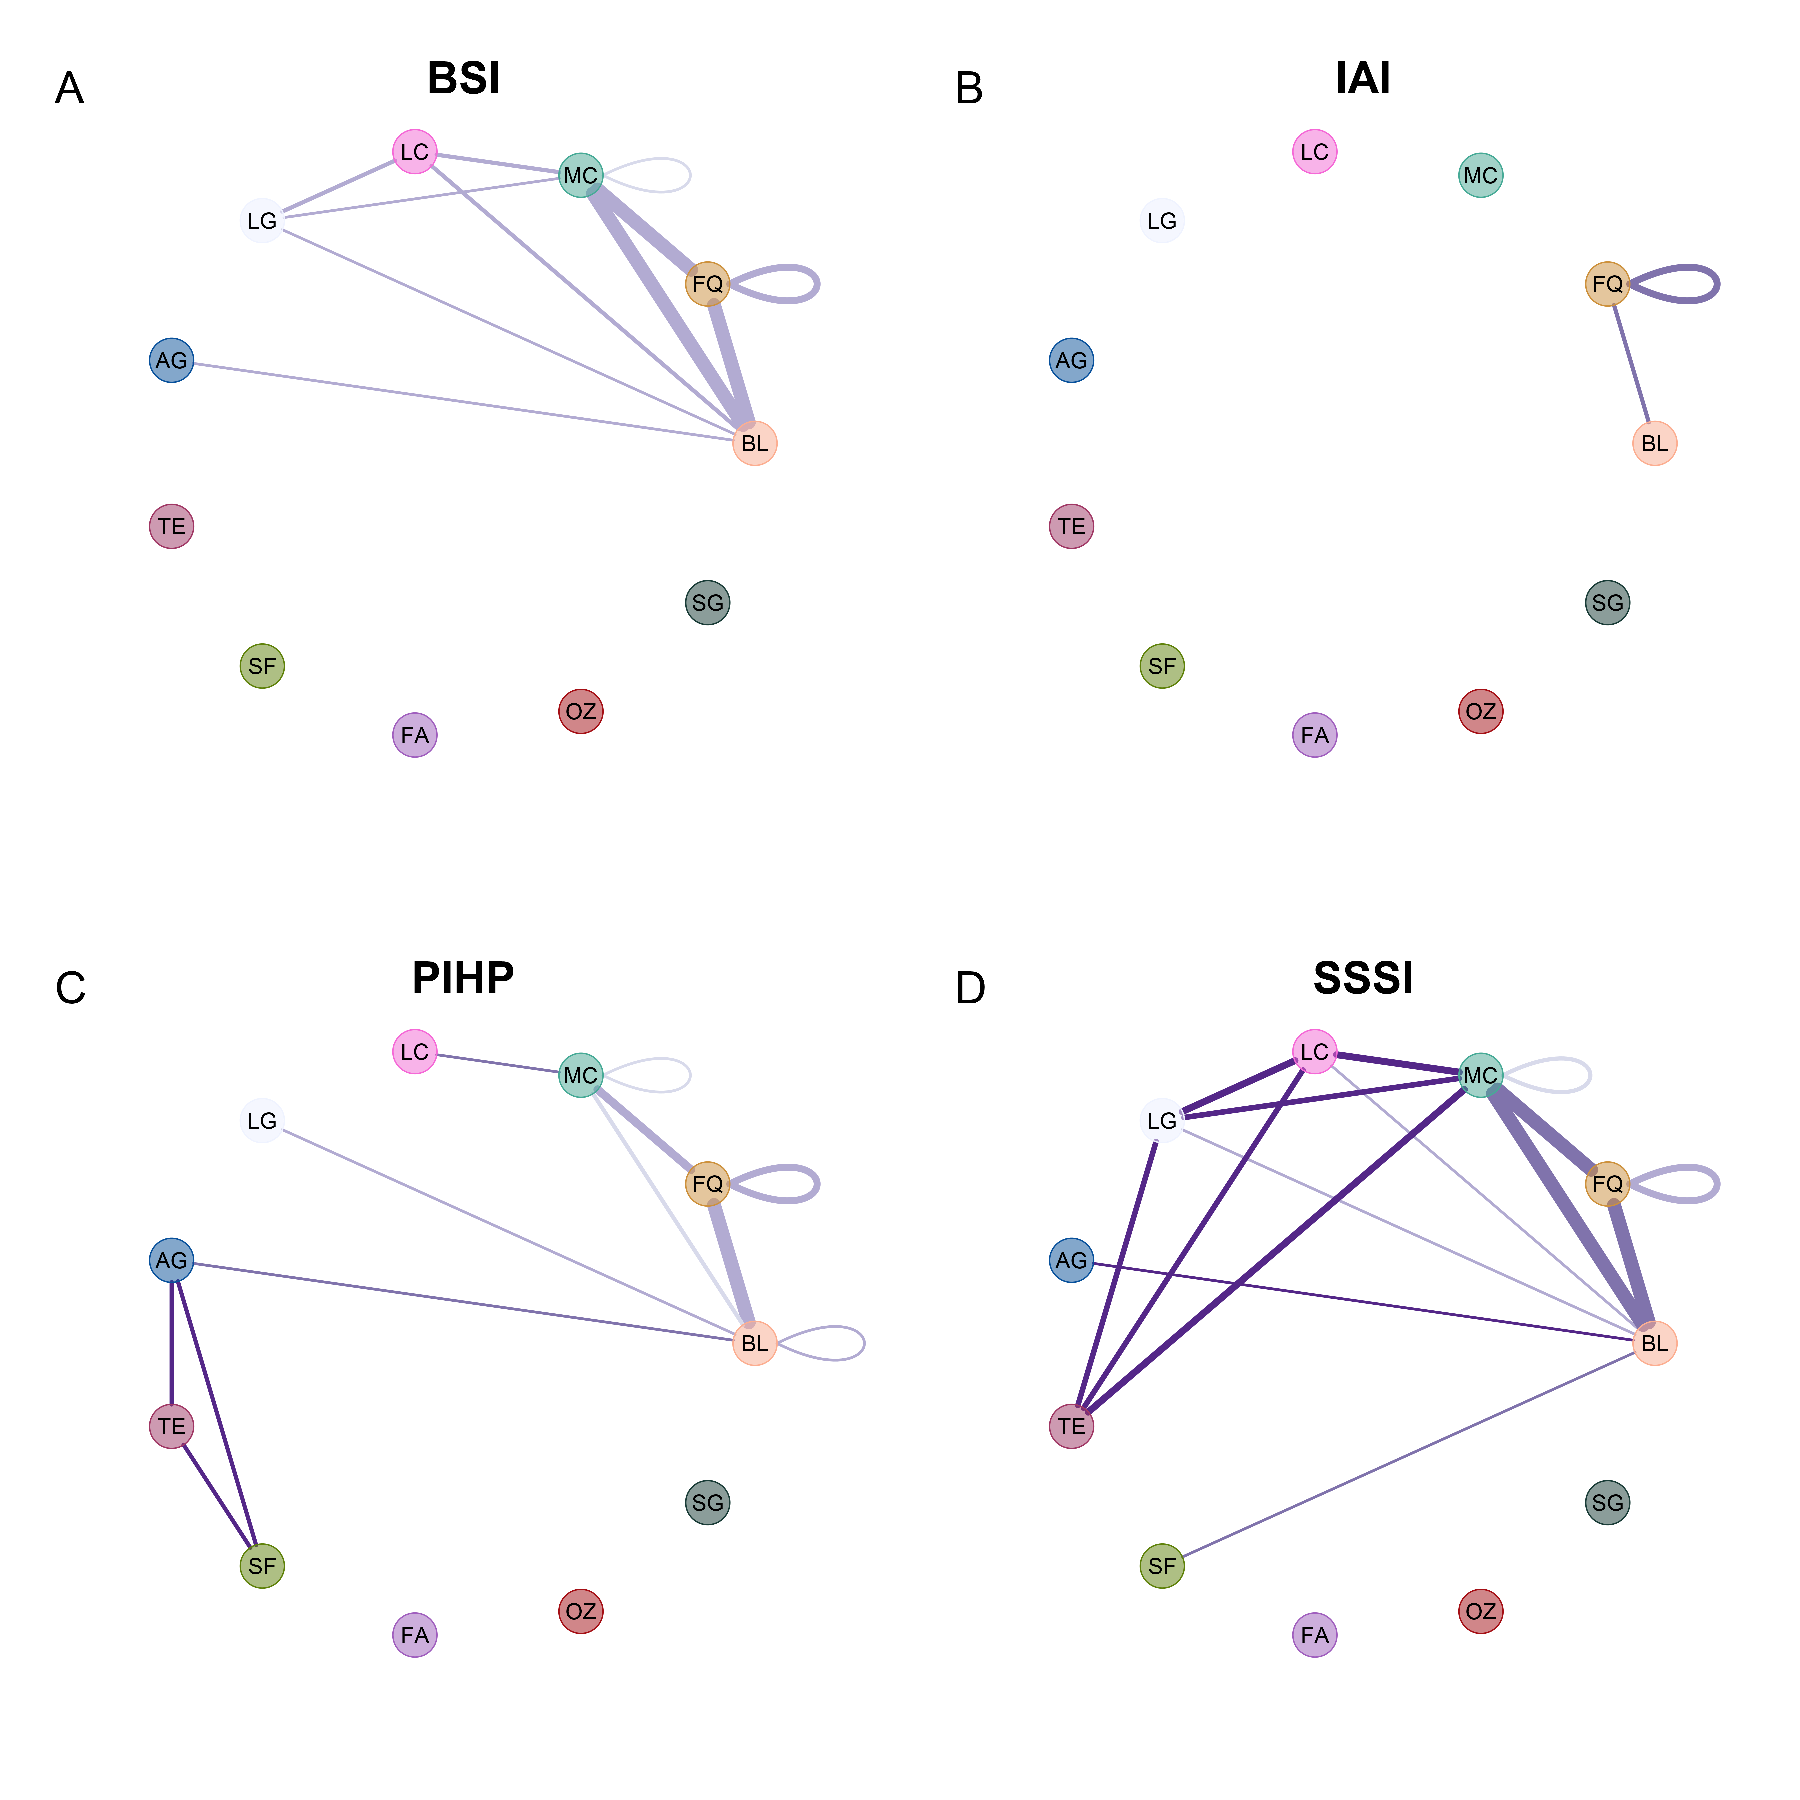 A
BSI
LC
MC
LG
FQ
AG
BL
TE
SG
SF
OZ
FA
B
IAI
LC
MC
LG
FQ
AG
BL
TE
SG
SF
OZ
FA
C
PIHP
LC
MC
LG
FQ
AG
BL
TE
SG
SF
OZ
FA
D
SSSI
LC
MC
LG
FQ
AG
BL
TE
SG
SF
OZ
FA